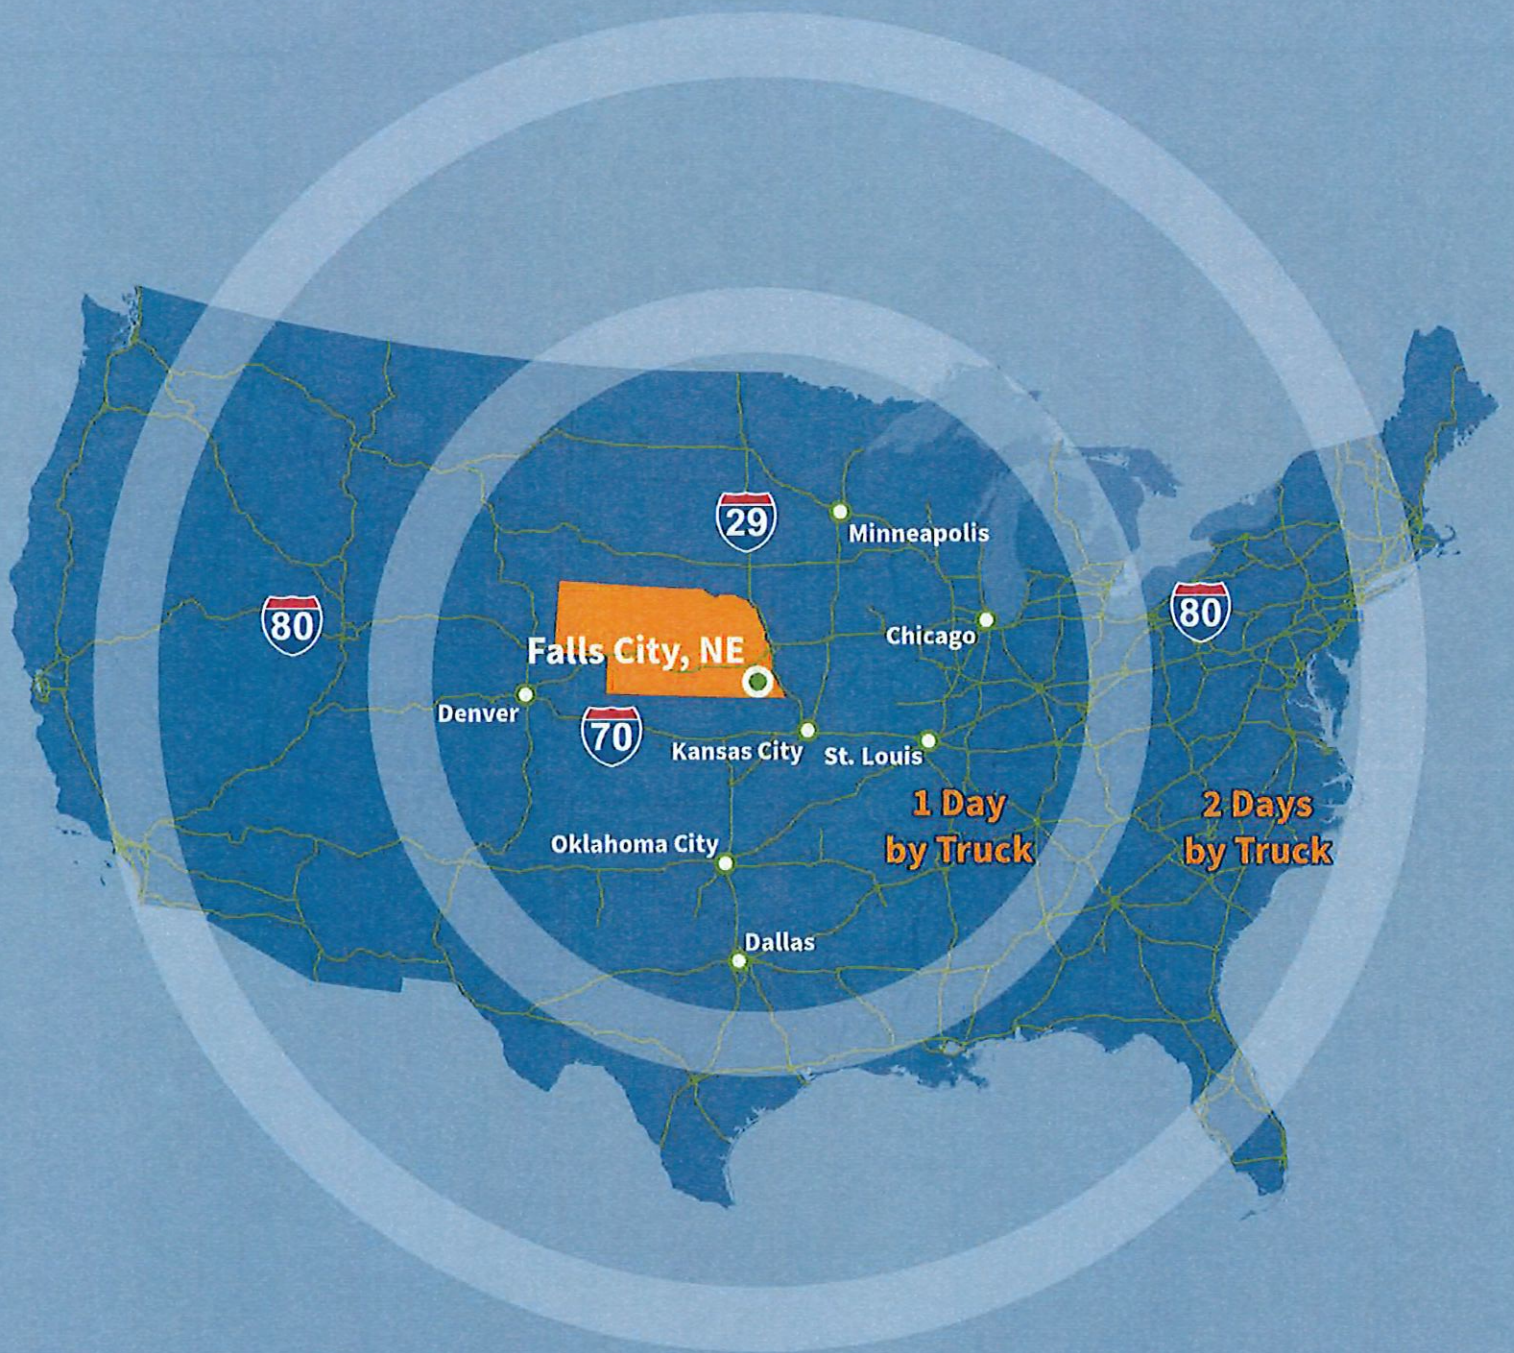 29
Minneapolis
80
80
Chicago
Falls City, NE
Denver
70
Kansas City
St. Louis
1 Day
by Truck
2 Days
by Truck
Oklahoma City
Dallas